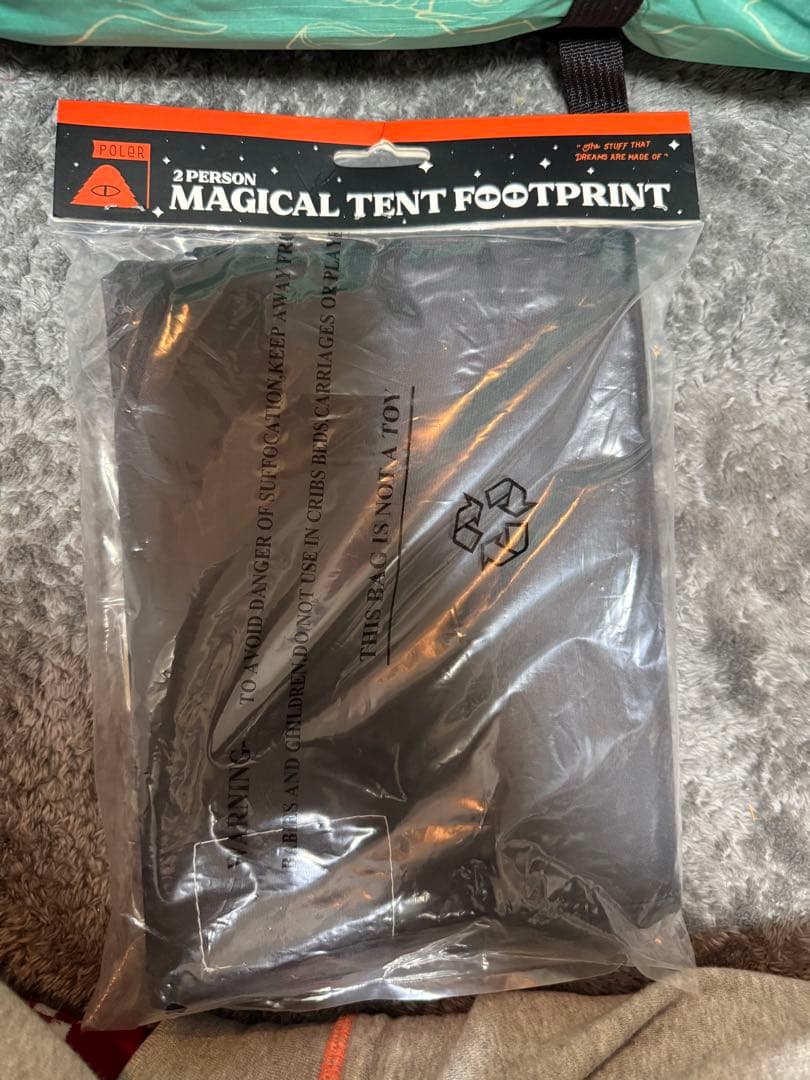 POLER
2 PERSON
MAGICAL TENT FOOTPRINT
"The STUFF THAT
DREAMS ARE MADE OF"
WARNING- TO AVOID DANGER OF SUFFOCATION,KEEP AWAY
BABIES AND CHILDREN,DO NOT USE IN CRIBS BEDS,CARRIAGES OR
THIS BAG IS NOT A TOY